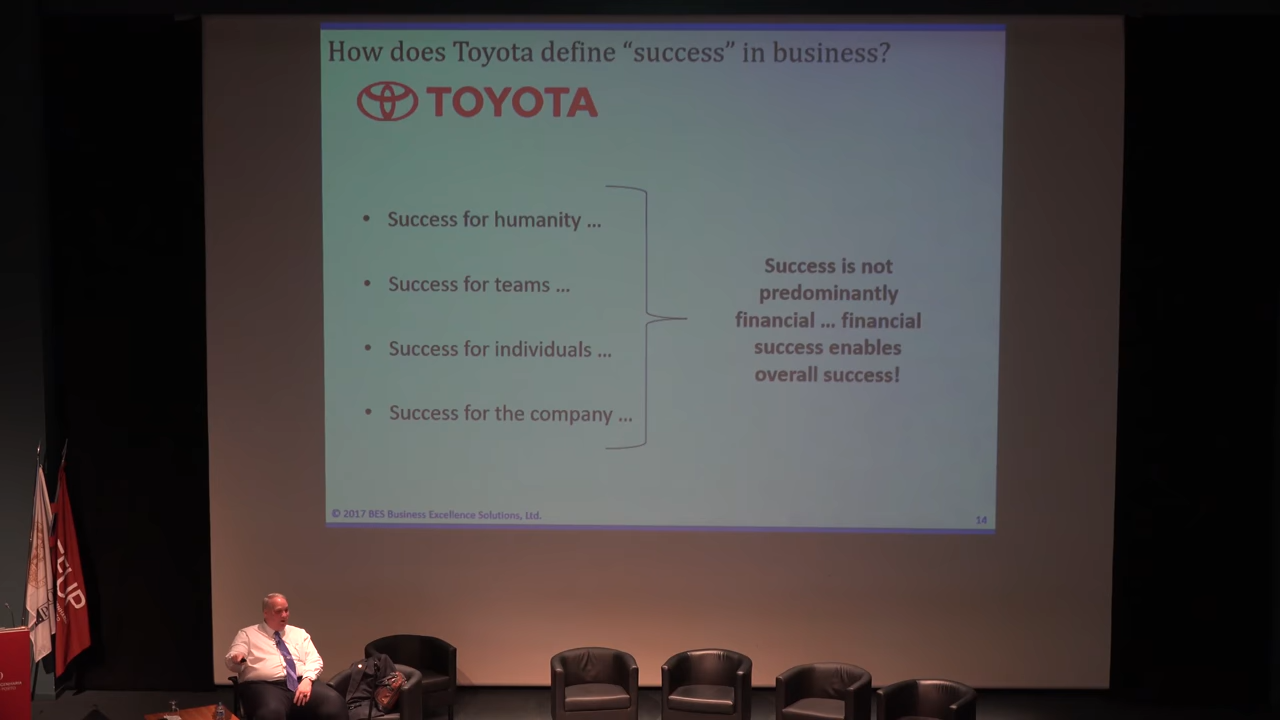 How does Toyota define “success” in business?
TOYOTA
• Success for humanity ...
• Success for teams ...
• Success for individuals ...
• Success for the company ...
Success is not
predominantly
financial ... financial
success enables
overall success!
© 2017 BES Business Excellence Solutions, Ltd.
14
FEUP